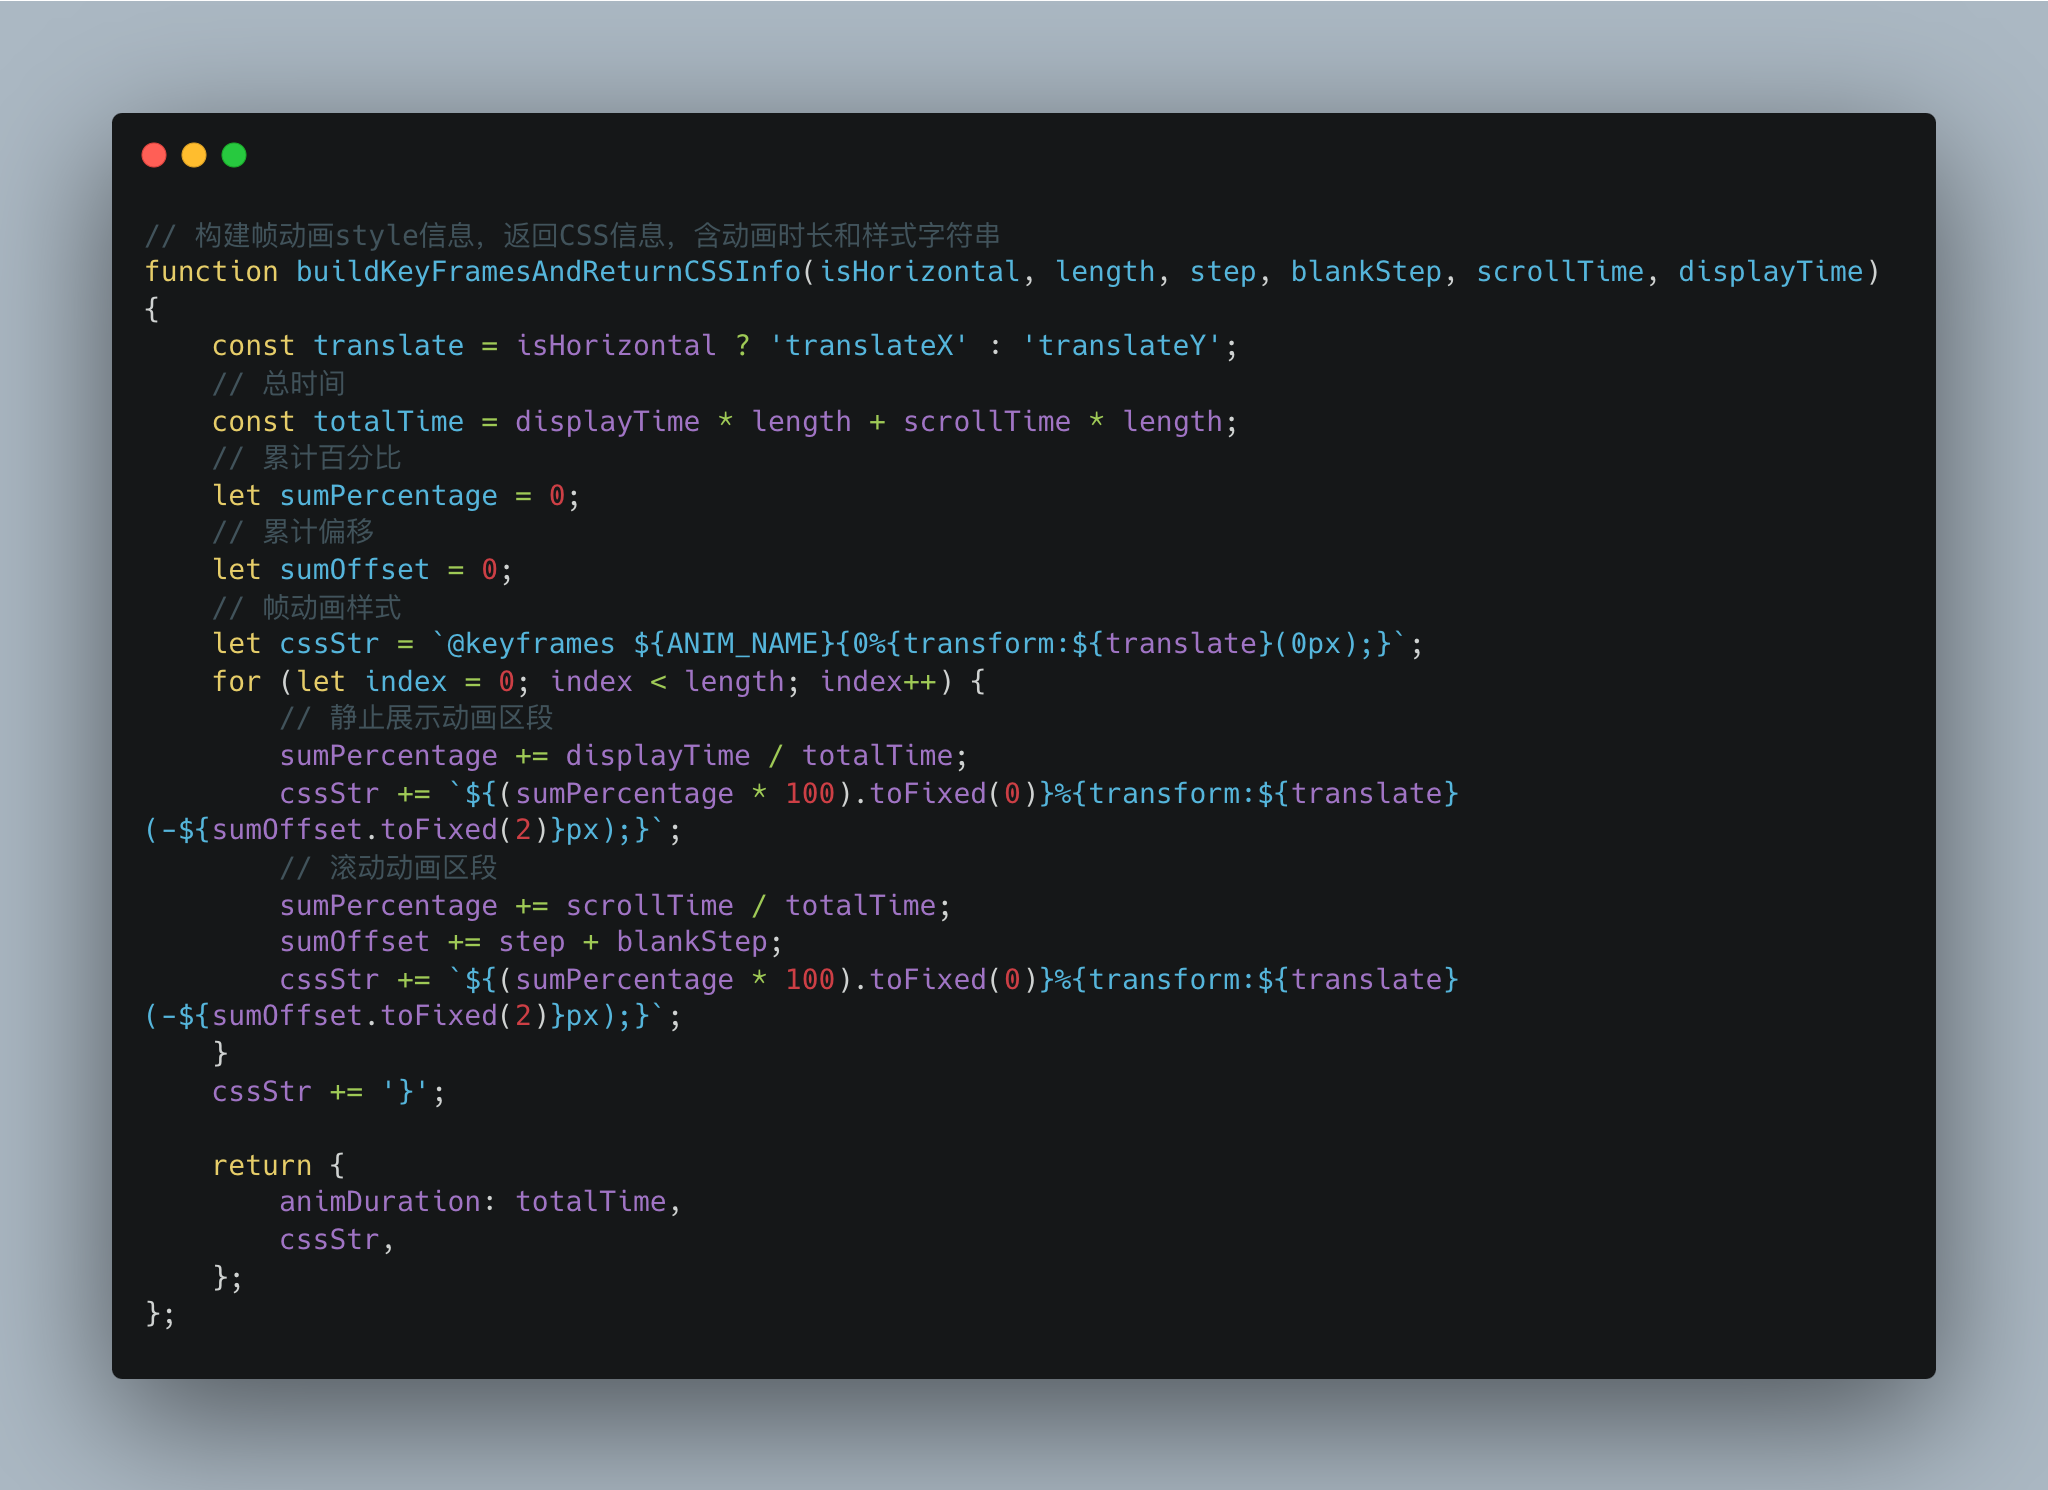 // 构建帧动画style信息，返回CSS信息，含动画时长和样式字符串
function buildKeyFramesAndReturnCSSInfo(isHorizontal, length, step, blankStep, scrollTime, displayTime)
{
    const translate = isHorizontal ? 'translateX' : 'translateY';
    // 总时间
    const totalTime = displayTime * length + scrollTime * length;
    // 累计百分比
    let sumPercentage = 0;
    // 累计偏移
    let sumOffset = 0;
    // 帧动画样式
    let cssStr = `@keyframes ${ANIM_NAME}{0%{transform:${translate}(0px);}`;
    for (let index = 0; index < length; index++) {
        // 静止展示动画区段
        sumPercentage += displayTime / totalTime;
        cssStr += `${(sumPercentage * 100).toFixed(0)}%{transform:${translate}
(-${sumOffset.toFixed(2)}px);}`;
        // 滚动动画区段
        sumPercentage += scrollTime / totalTime;
        sumOffset += step + blankStep;
        cssStr += `${(sumPercentage * 100).toFixed(0)}%{transform:${translate}
(-${sumOffset.toFixed(2)}px);}`;
    }
    cssStr += '}';

    return {
        animDuration: totalTime,
        cssStr,
    };
};